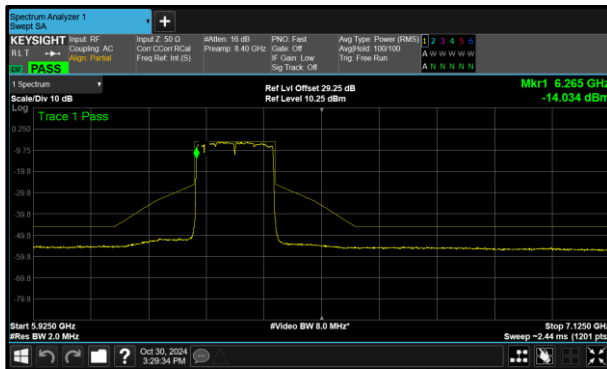 Spectrum Analyzer 1
Swept SA
+
KEYSIGHT
RLT
LV PASS
Input: RF
Coupling: AC
Align: Partial
Input Z: 50 Ω
Corr CCorr RCal
Freq Ref: Int (S)
#Atten: 16 dB
Preamp: 8.40 GHz
PNO: Fast
Gate: Off
IF Gain: Low
Sig Track: Off
Avg Type: Power (RMS)
Avg|Hold: 100/100
Trig: Free Run
1 2 3 4 5 6
A W W W W W
A N N N N N
1 Spectrum
Scale/Div 10 dB
Ref Lvl Offset 29.25 dB
Ref Level 10.25 dBm
Mkr1 6.265 GHz
-14.034 dBm
Log
Trace 1 Pass
0.250
-9.75
1
-19.8
-29.8
-39.8
-49.8
-59.8
-69.8
-79.8
Start 5.9250 GHz
#Res BW 2.0 MHz
#Video BW 8.0 MHz*
Stop 7.1250 GHz
Sweep ~2.44 ms (1201 pts)
?
Oct 30, 2024
3:29:34 PM